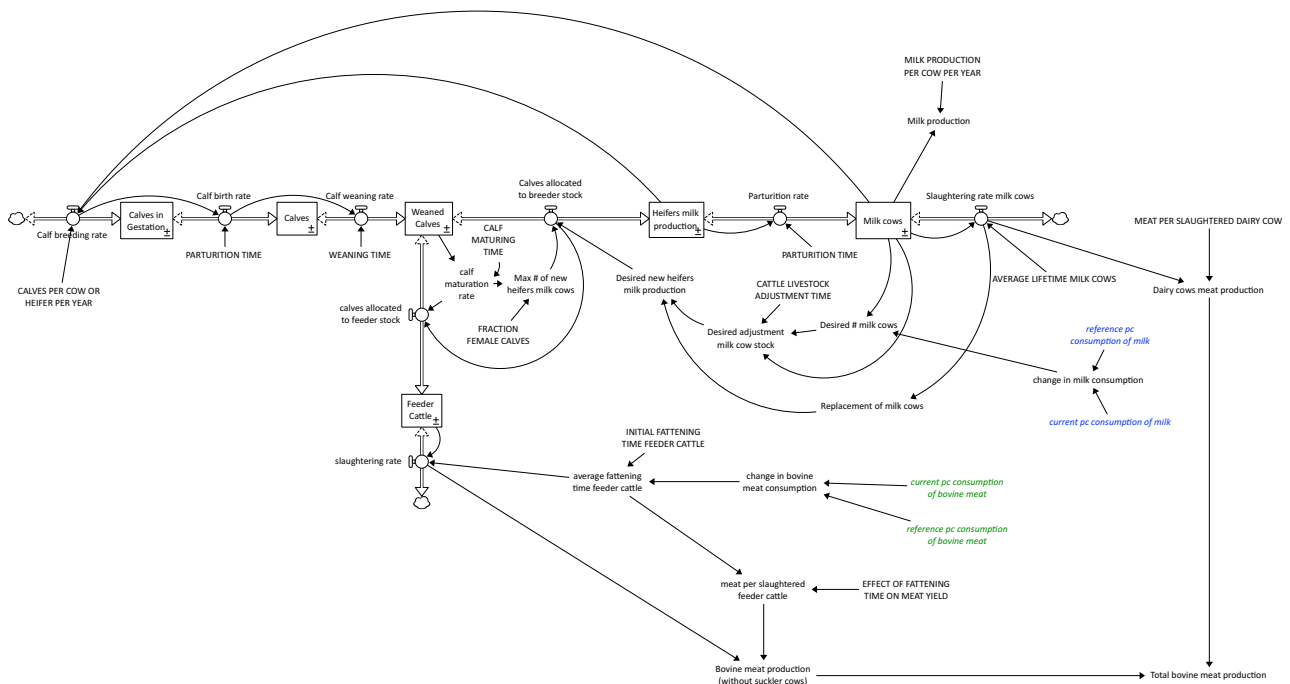 MILK PRODUCTION
PER COW PER YEAR
Milk production
Calf birth rate
Calf weaning rate
Calves allocated
to breeder stock
Parturition rate
Slaughtering rate milk cows
Calf breeding rate
Calves in
Gestation
±
Calves
±
Weaned
Calves
±
Heifers milk
production
±
Milk cows
±
MEAT PER SLAUGHTERED DAIRY COW
PARTURITION TIME
WEANING TIME
CALF
MATURING
TIME
PARTURITION TIME
CALVES PER COW OR
HEIFER PER YEAR
calf
maturation
rate
Max # of new
heifers milk cows
Desired new heifers
milk production
CATTLE LIVESTOCK
ADJUSTMENT TIME
AVERAGE LIFETIME MILK COWS
Dairy cows meat production
calves allocated
to feeder stock
FRACTION
FEMALE CALVES
Desired adjustment
milk cow stock
Desired # milk cows
reference pc
consumption of milk
change in milk consumption
Replacement of milk cows
current pc consumption of milk
Feeder
Cattle
±
slaughtering rate
INITIAL FATTENING
TIME FEEDER CATTLE
average fattening
time feeder cattle
change in bovine
meat consumption
current pc consumption
of bovine meat
reference pc consumption
of bovine meat
meat per slaughtered
feeder cattle
EFFECT OF FATTENING
TIME ON MEAT YIELD
Bovine meat production
(without suckler cows)
Total bovine meat production